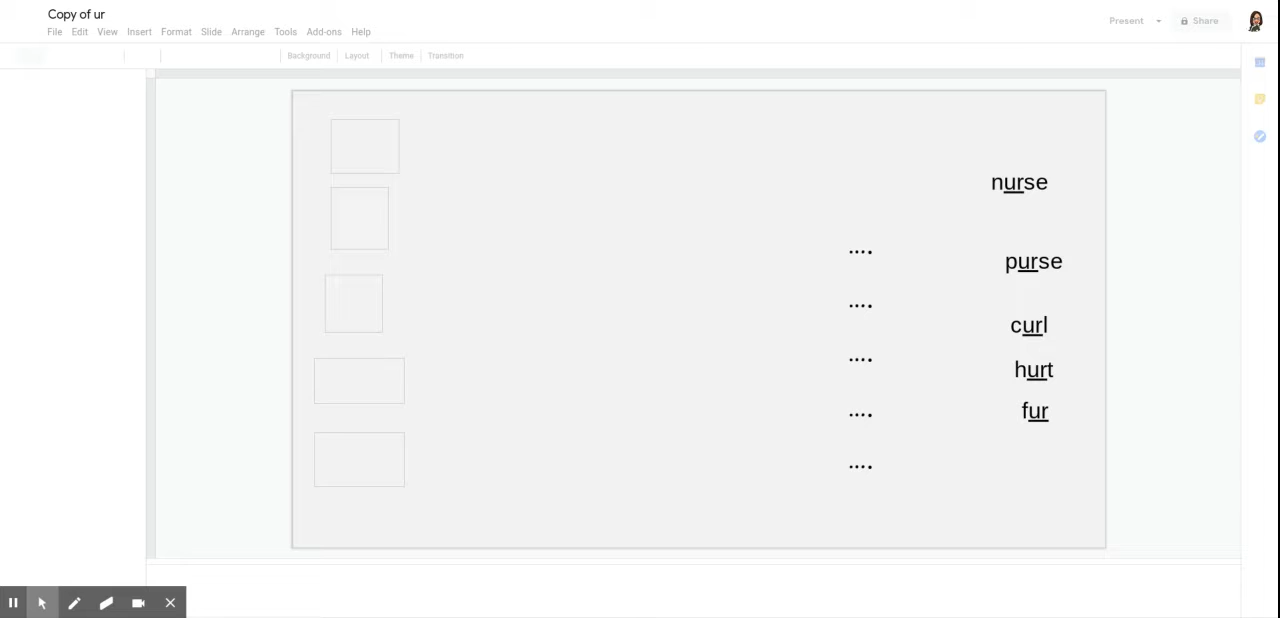 Copy of ur
Present
Share
File Edit View Insert Format Slide Arrange Tools Add-ons Help
Background Layout Theme Transition
nurse
....
purse
....
curl
....
hurt
fur
....
....